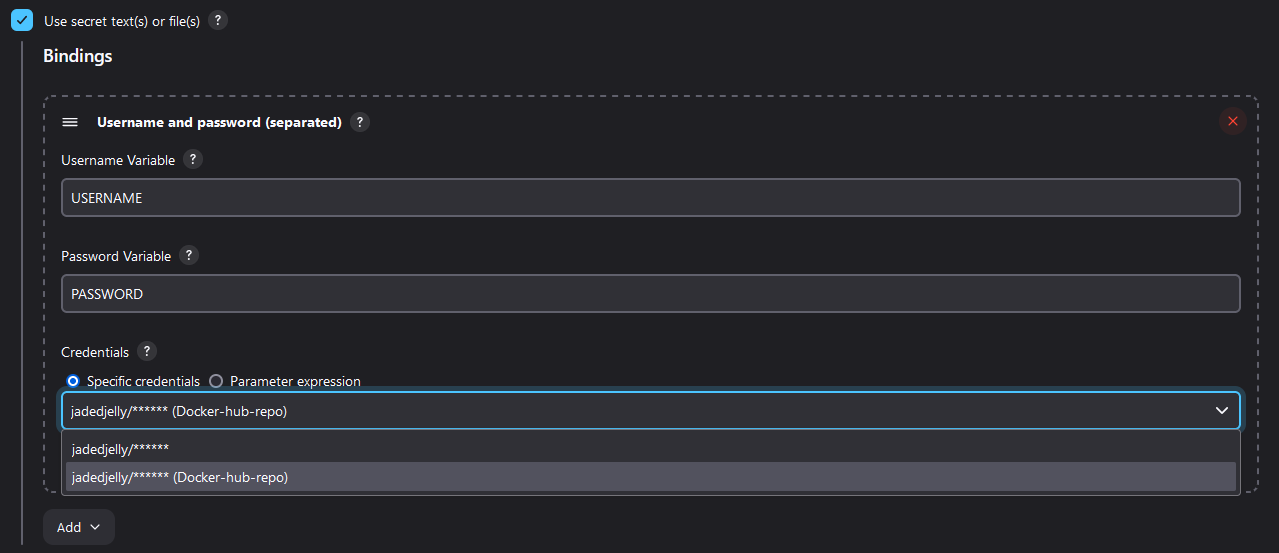 Use secret text(s) or file(s) ?
Bindings
Username and password (separated) ?
Username Variable ?
USERNAME
Password Variable ?
PASSWORD
Credentials ?
Specific credentials Parameter expression
jadedjelly/****** (Docker-hub-repo)
jadedjelly/******
jadedjelly/****** (Docker-hub-repo)
Add